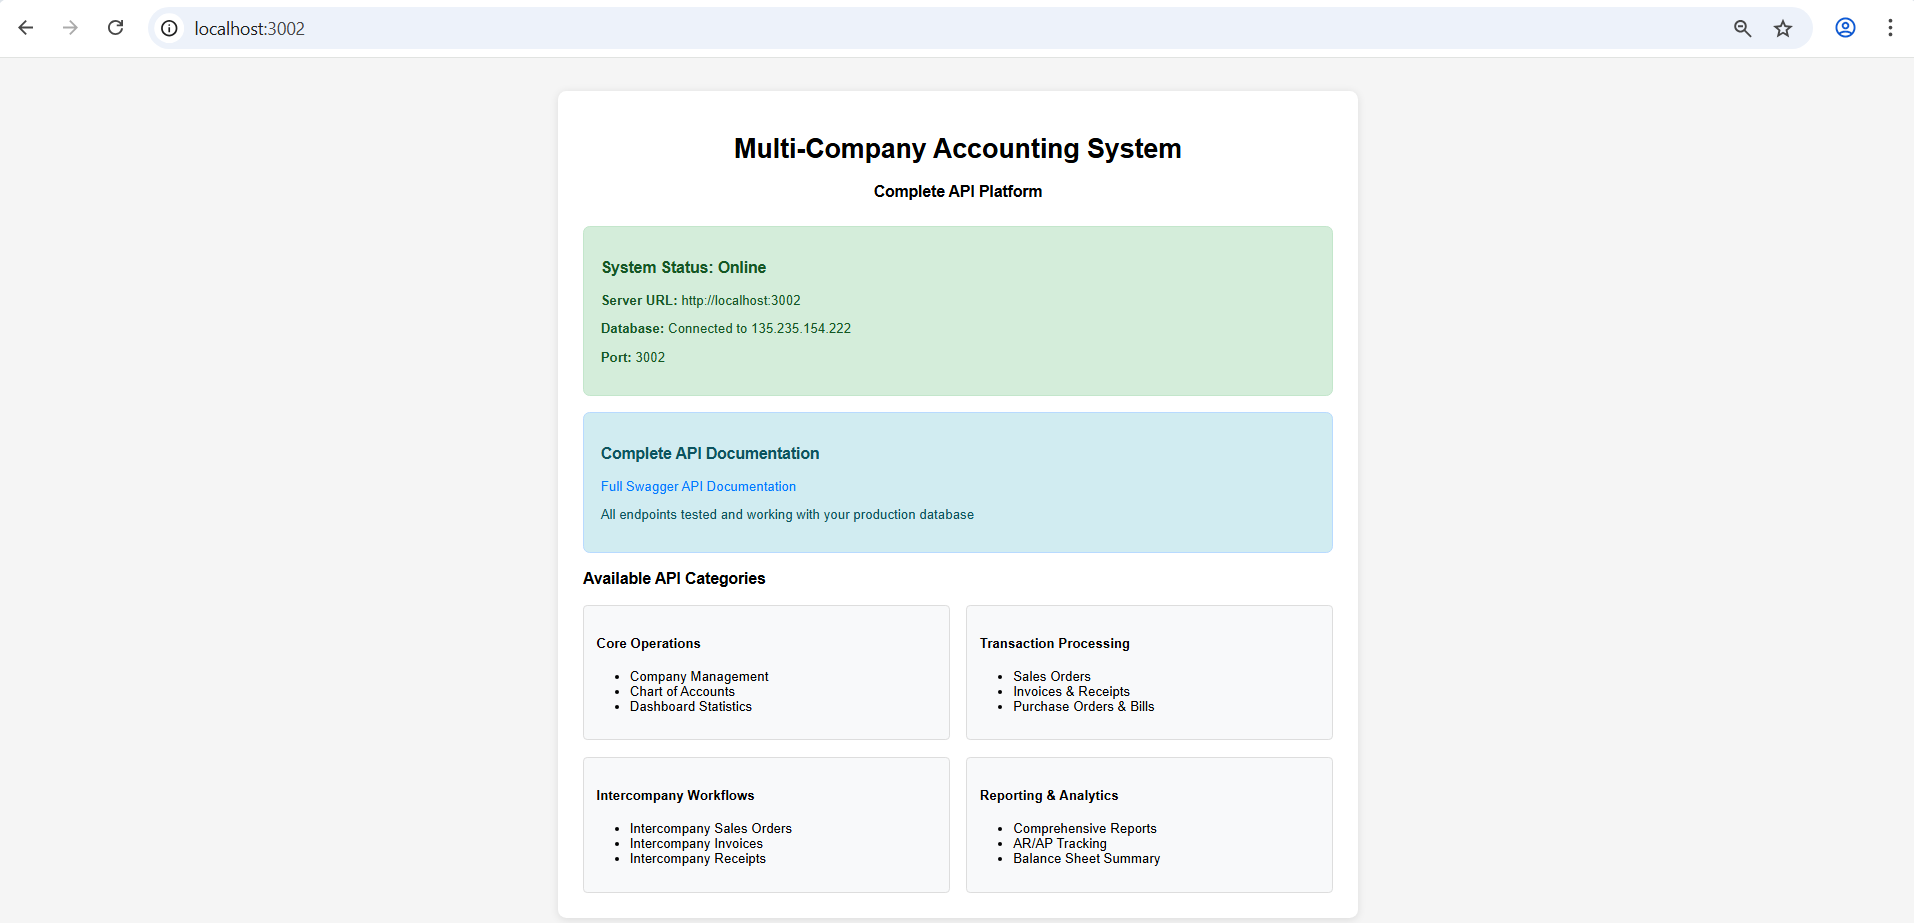 localhost:3002
Multi-Company Accounting System
Complete API Platform
System Status: Online
Server URL: http://localhost:3002
Database: Connected to 135.235.154.222
Port: 3002
Complete API Documentation
Full Swagger API Documentation
All endpoints tested and working with your production database
Available API Categories
Core Operations
Company Management
Chart of Accounts
Dashboard Statistics
Transaction Processing
Sales Orders
Invoices & Receipts
Purchase Orders & Bills
Intercompany Workflows
Intercompany Sales Orders
Intercompany Invoices
Intercompany Receipts
Reporting & Analytics
Comprehensive Reports
AR/AP Tracking
Balance Sheet Summary